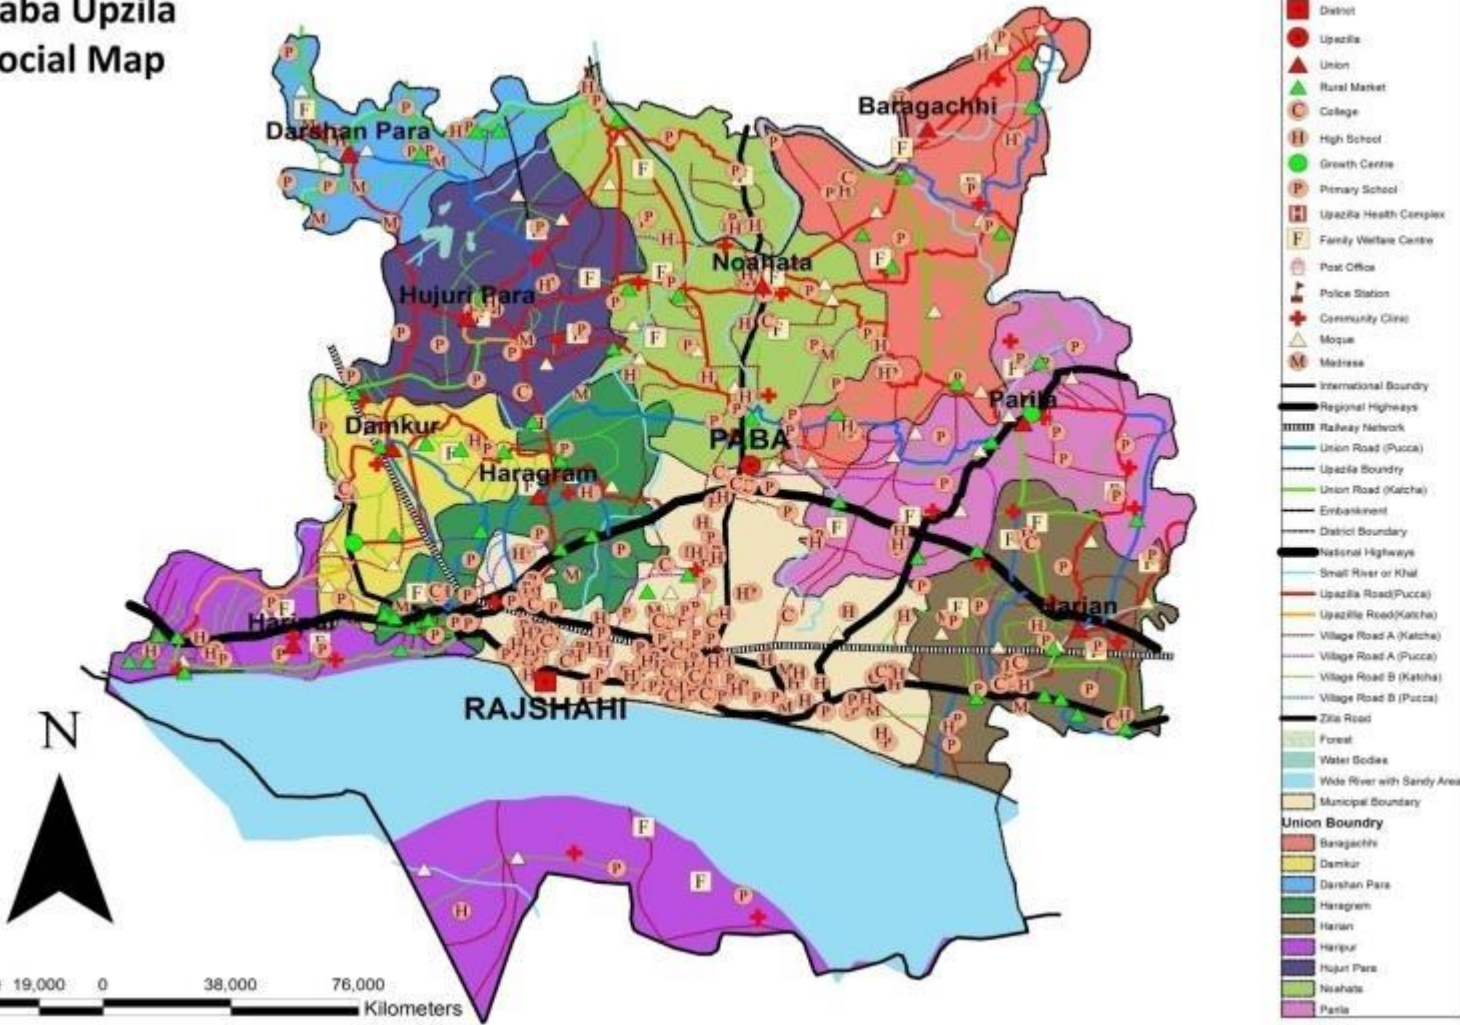 aba Upzila
ocial Map
Darshan Para
Baragachhi
Noahata
Hujuri Para
Parila
Damkur
PABA
Haragram
Harian
RAJSHAHI
N
19,000 0 38,000 76,000
Kilometers
District
Upazilla
Union
Rural Market
C College
H High School
Growth Centre
P Primary School
H Upazilla Health Complex
F Family Welfare Centre
Post Office
Police Station
Community Clinic
Moque
M Madrasa
International Boundry
Regional Highways
Railway Network
Union Road (Pucca)
Upazila Boundry
Union Road (Katcha)
Embankment
District Boundary
National Highways
Small River or Khal
Upazila Road(Pucca)
Upazilla Road(Katcha)
Village Road A (Katcha)
Village Road A (Pucca)
Village Road B (Katcha)
Village Road B (Pucca)
Zilla Road
Forest
Water Bodies
Wide River with Sandy Area
Municipal Boundary
Union Boundry
Baragachhi
Damkur
Darshan Para
Haragram
Harian
Haripur
Hujuri Para
Noahata
Parila